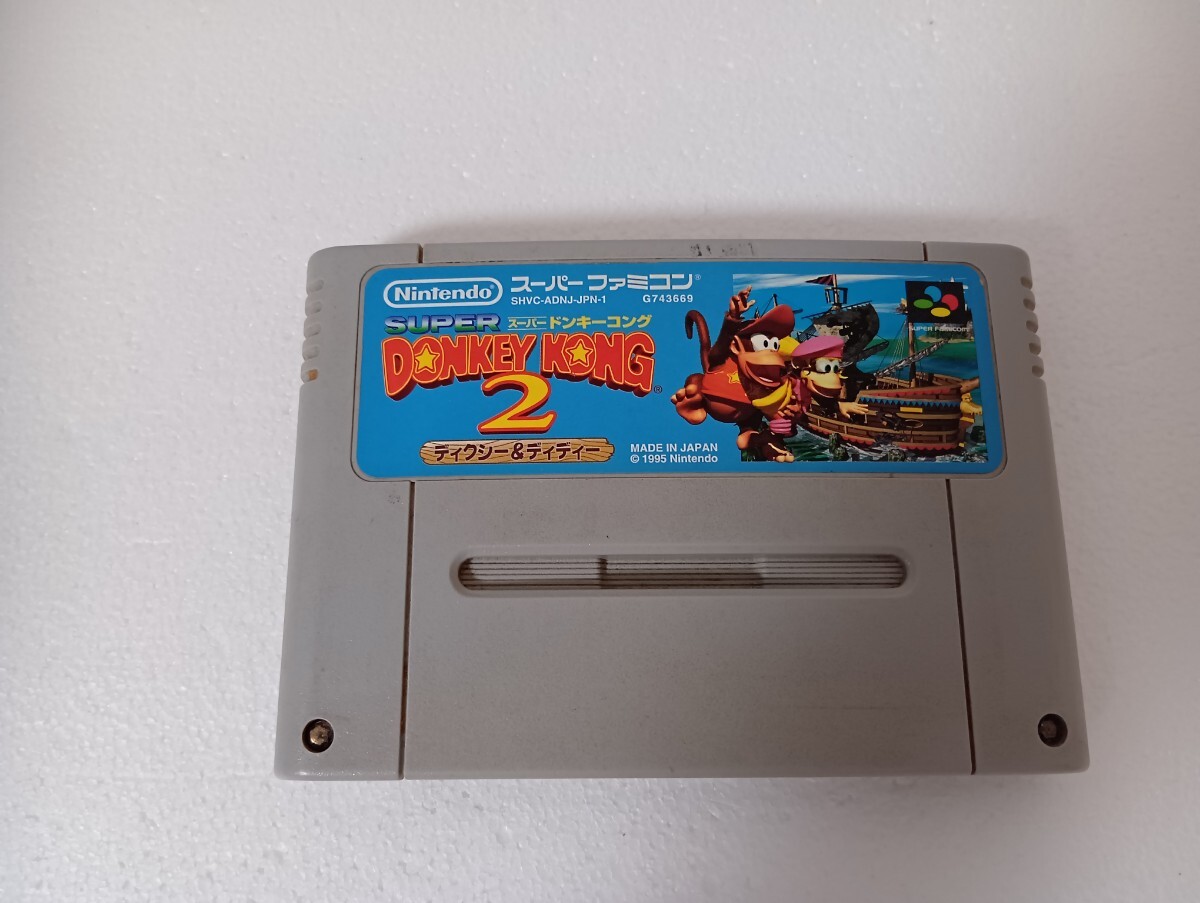 Nintendo®
スーパーファミコン®
SHVC-ADNJ-JPN-1 G743669
SUPER スーパードンキーコング
DONKEY KONG®
2
ディクシー&ディディー
MADE IN JAPAN
© 1995 Nintendo
SUPER FAMICOM